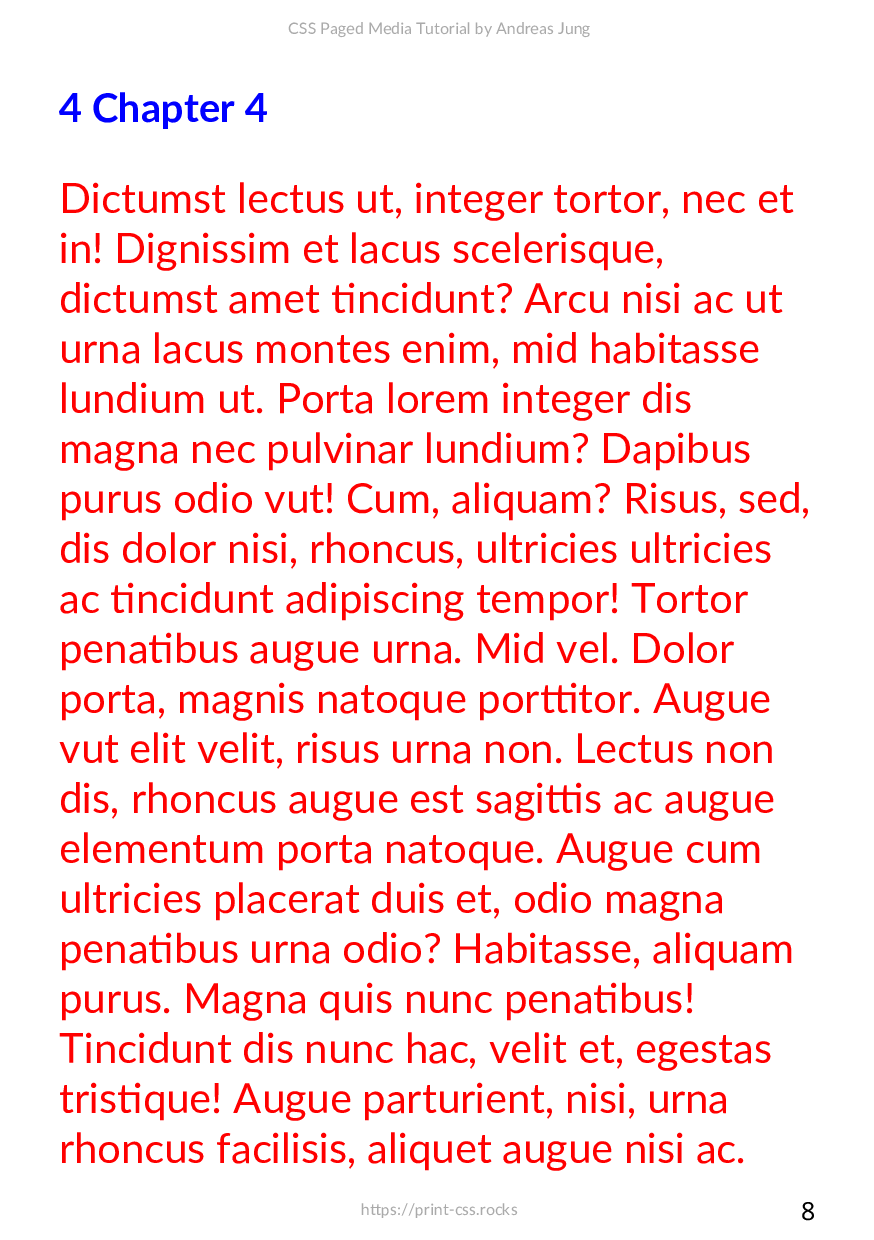 CSS Paged Media Tutorial by Andreas Jung
4 Chapter 4
Dictumst lectus ut, integer tortor, nec et
in! Dignissim et lacus scelerisque,
dictumst amet tincidunt? Arcu nisi ac ut
urna lacus montes enim, mid habitasse
lundium ut. Porta lorem integer dis
magna nec pulvinar lundium? Dapibus
purus odio vut! Cum, aliquam? Risus, sed,
dis dolor nisi, rhoncus, ultricies ultricies
ac tincidunt adipiscing tempor! Tortor
penatibus augue urna. Mid vel. Dolor
porta, magnis natoque porttitor. Augue
vut elit velit, risus urna non. Lectus non
dis, rhoncus augue est sagittis ac augue
elementum porta natoque. Augue cum
ultricies placerat duis et, odio magna
penatibus urna odio? Habitasse, aliquam
purus. Magna quis nunc penatibus!
Tincidunt dis nunc hac, velit et, egestas
tristique! Augue parturient, nisi, urna
rhoncus facilisis, aliquet augue nisi ac.
https://print-css.rocks
8